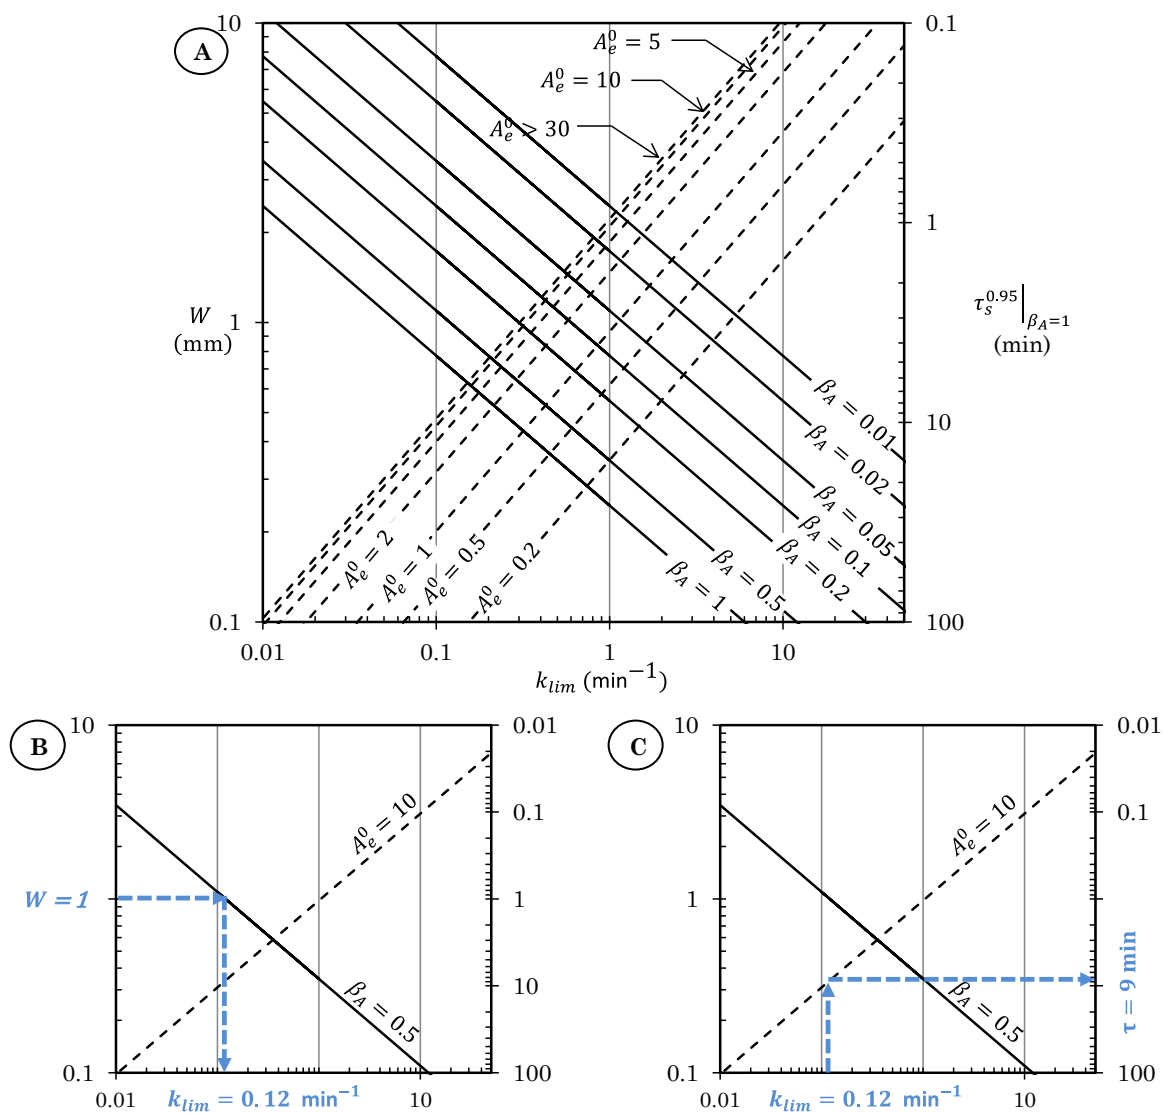 A
10
1
0.1
W
(mm)
0.01
0.1
1
10
k_lim (min⁻¹)
0.1
1
10
100
τ_s^0.95|β_A=1
(min)
A_e^0 = 5
A_e^0 = 10
A_e^0 > 30
A_e^0 = 2
A_e^0 = 1
A_e^0 = 0.5
A_e^0 = 0.2
β_A = 0.01
β_A = 0.02
β_A = 0.05
β_A = 0.1
β_A = 0.2
β_A = 0.5
β_A = 1
B
10
W = 1
0.1
0.01
10
k_lim = 0.12 min⁻¹
0.01
0.1
1
10
100
A_e^0 = 10
β_A = 0.5
C
10
1
0.1
0.01
10
k_lim = 0.12 min⁻¹
0.01
0.1
1
10
100
A_e^0 = 10
β_A = 0.5
τ = 9 min